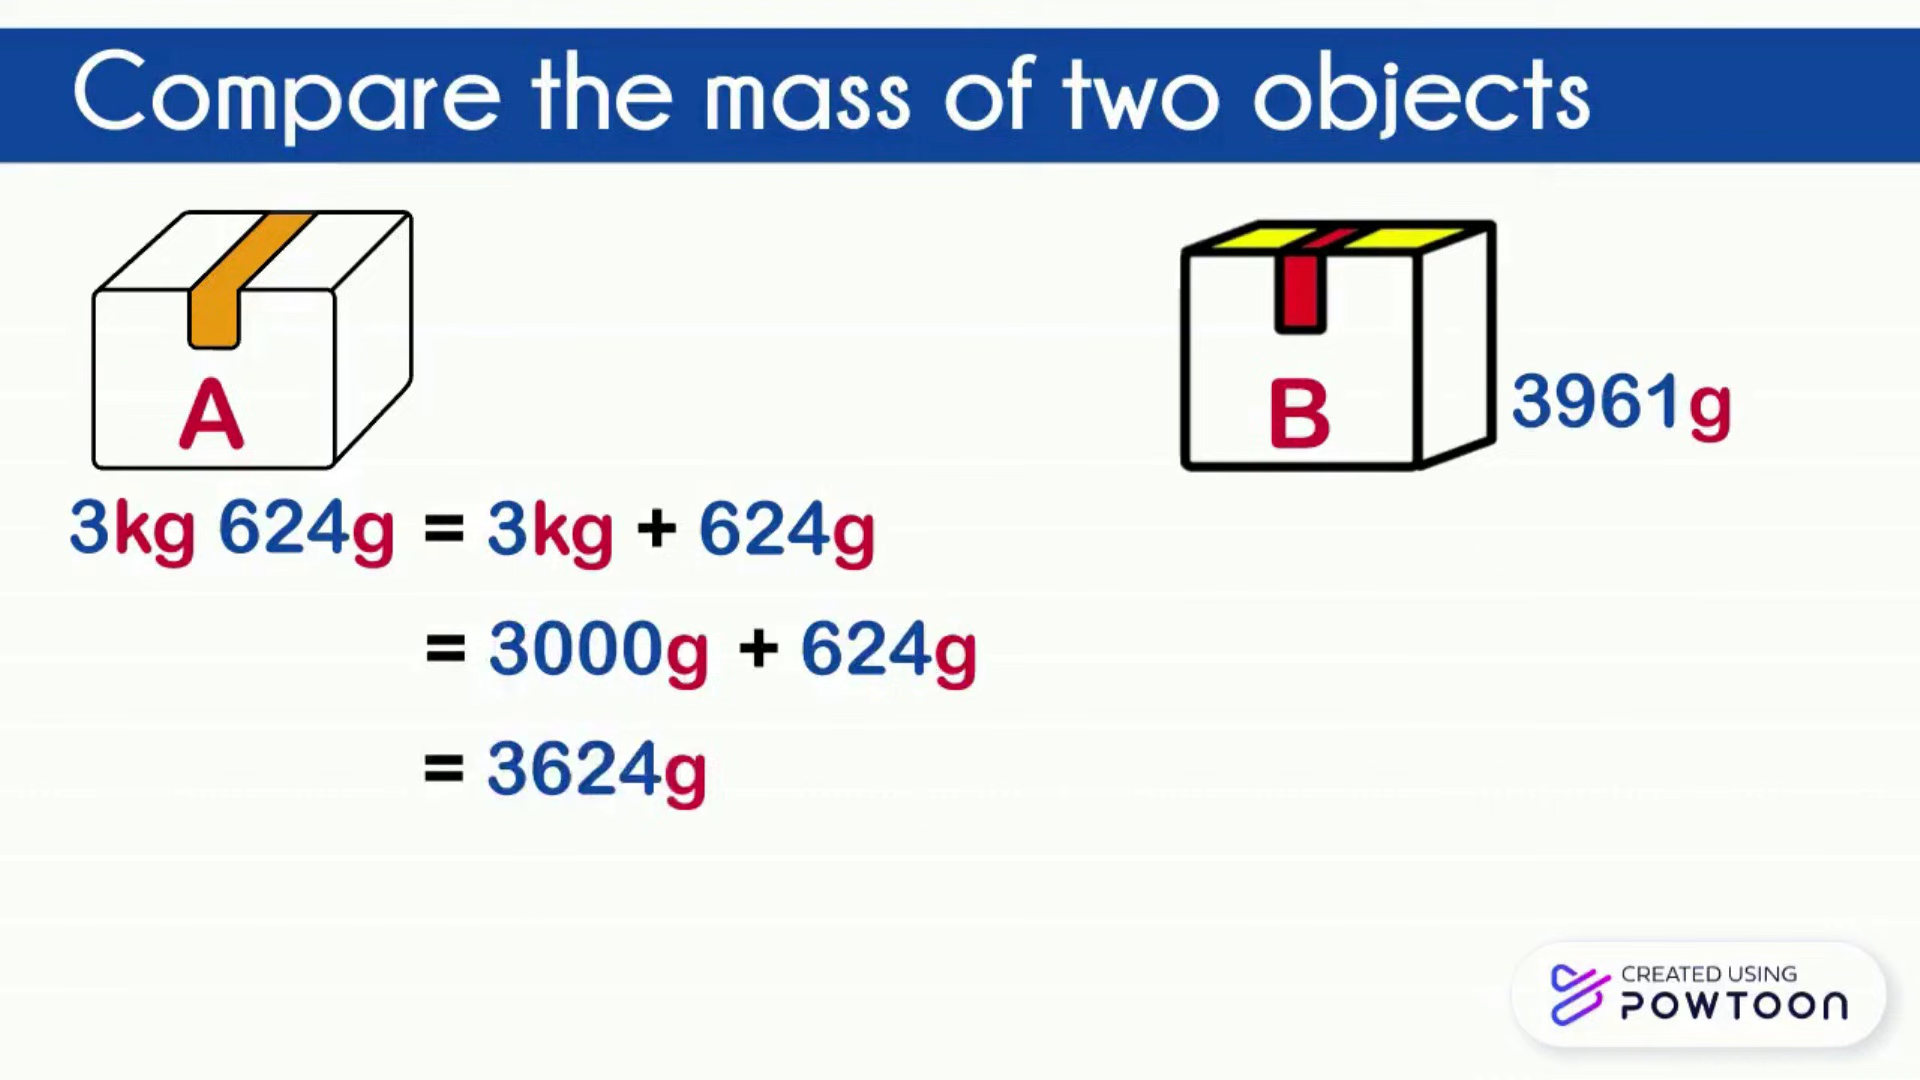 Compare the mass of two objects
A
B
3961g
3kg 624g = 3kg + 624g
= 3000g + 624g
= 3624g
CREATED USING
POWTOON